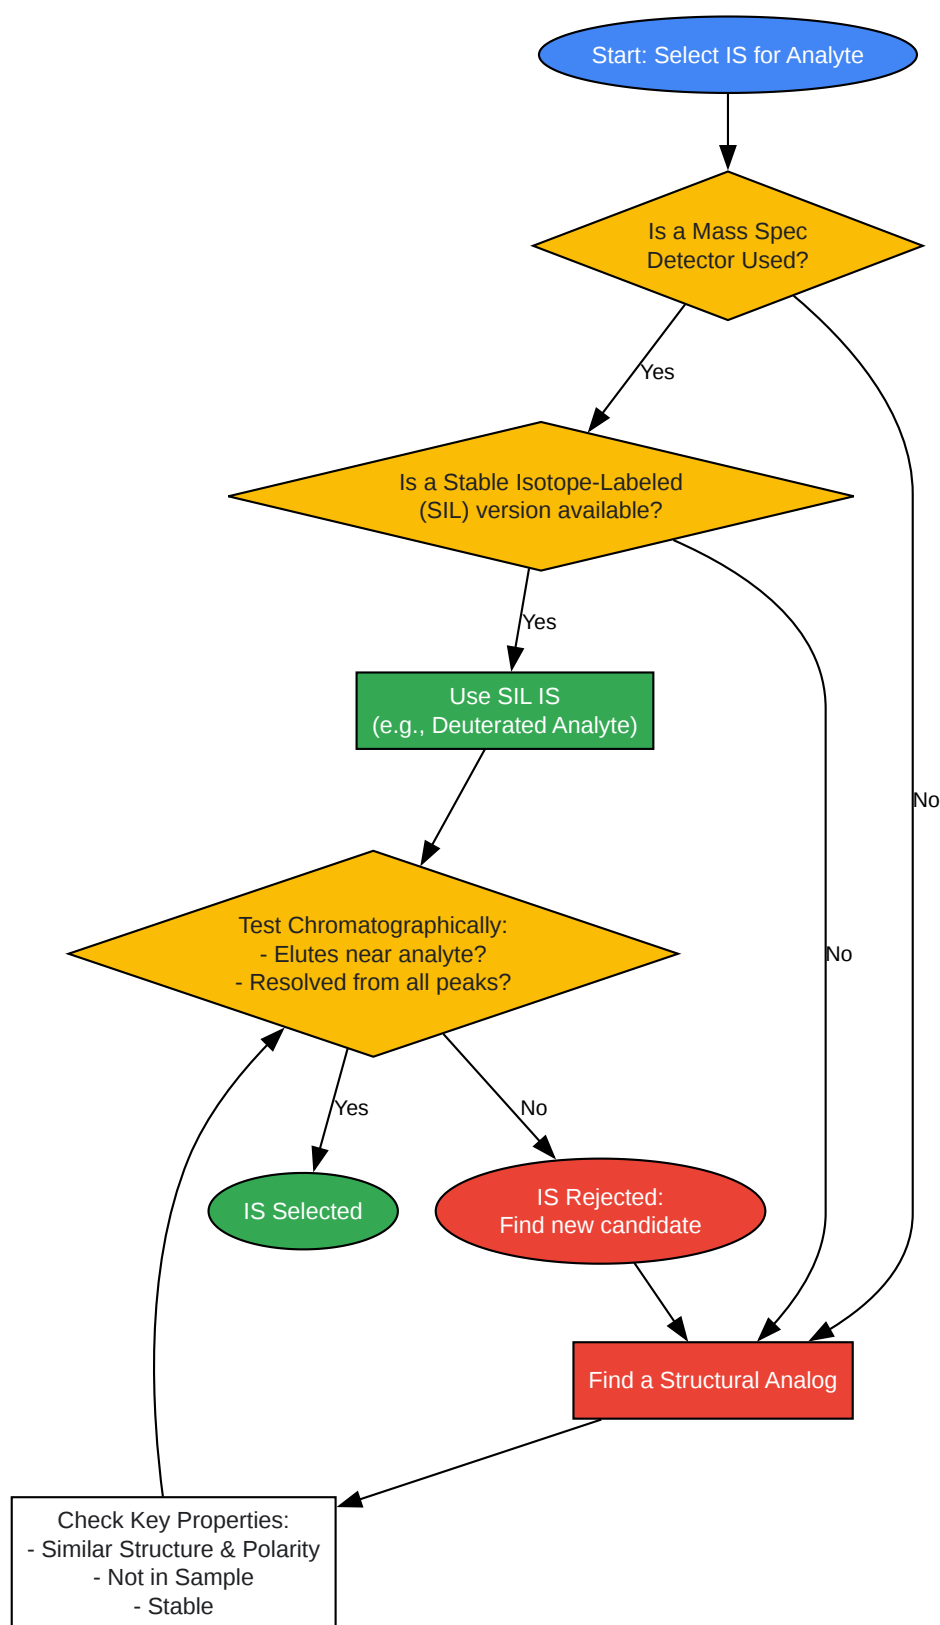 Start: Select IS for Analyte
Is a Mass Spec
Detector Used?
Yes
Is a Stable Isotope-Labeled
(SIL) version available?
Yes
Use SIL IS
(e.g., Deuterated Analyte)
No
Test Chromatographically:
- Elutes near analyte?
- Resolved from all peaks?
No
Yes
No
IS Selected
IS Rejected:
Find new candidate
Find a Structural Analog
Check Key Properties:
- Similar Structure & Polarity
- Not in Sample
- Stable